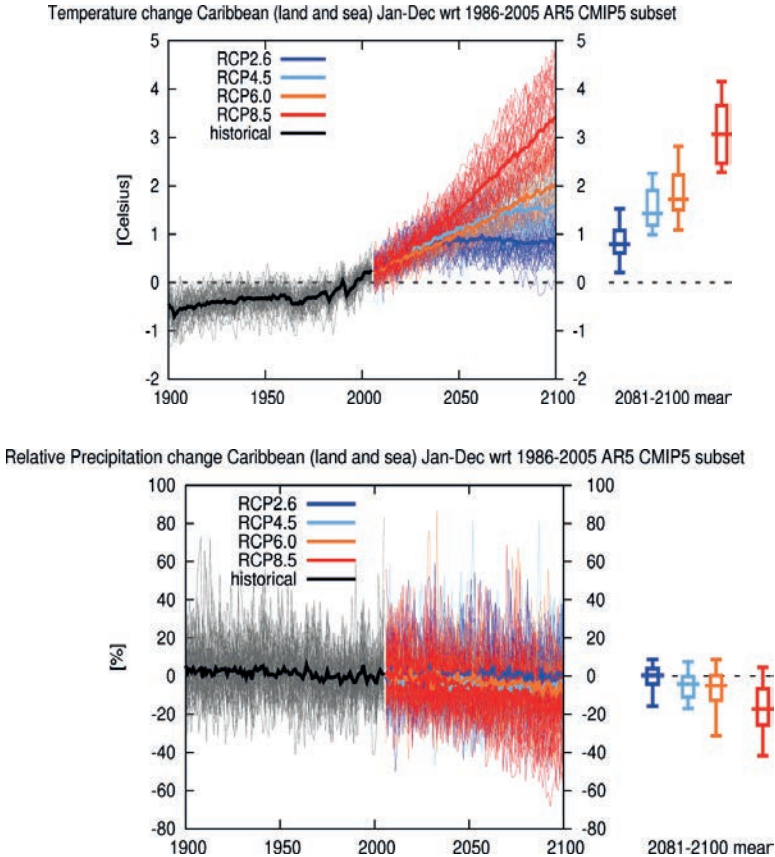 Temperature change Caribbean (land and sea) Jan-Dec wrt 1986-2005 AR5 CMIP5 subset
5 5
RCP2.6
RCP4.5
RCP6.0
RCP8.5
historical
4 4
3 3
2 2
1 1
0 0
-1 -1
-2 -2
[Celsius]
1900 1950 2000 2050 2100 2081-2100 mear
Relative Precipitation change Caribbean (land and sea) Jan-Dec wrt 1986-2005 AR5 CMIP5 subset
100 100
RCP2.6
RCP4.5
RCP6.0
RCP8.5
historical
80 80
60 60
40 40
20 20
0 0
-20 -20
-40 -40
-60 -60
-80 -80
[%]
1900 1950 2000 2050 2100 2081-2100 mear